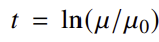 t = ln(μ/μ₀)